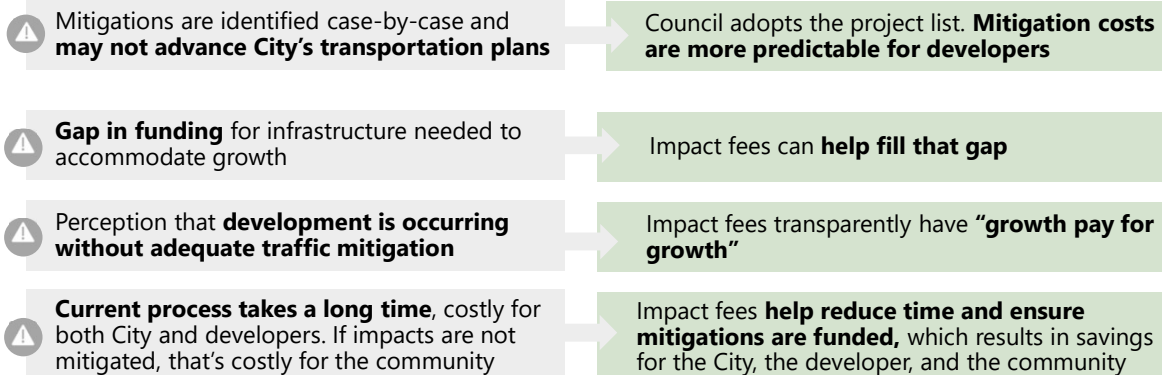 Mitigations are identified case-by-case and
may not advance City's transportation plans
Council adopts the project list. Mitigation costs
are more predictable for developers
Gap in funding for infrastructure needed to
accommodate growth
Impact fees can help fill that gap
Perception that development is occurring
without adequate traffic mitigation
Impact fees transparently have “growth pay for
growth”
Current process takes a long time, costly for
both City and developers. If impacts are not
mitigated, that's costly for the community
Impact fees help reduce time and ensure
mitigations are funded, which results in savings
for the City, the developer, and the community